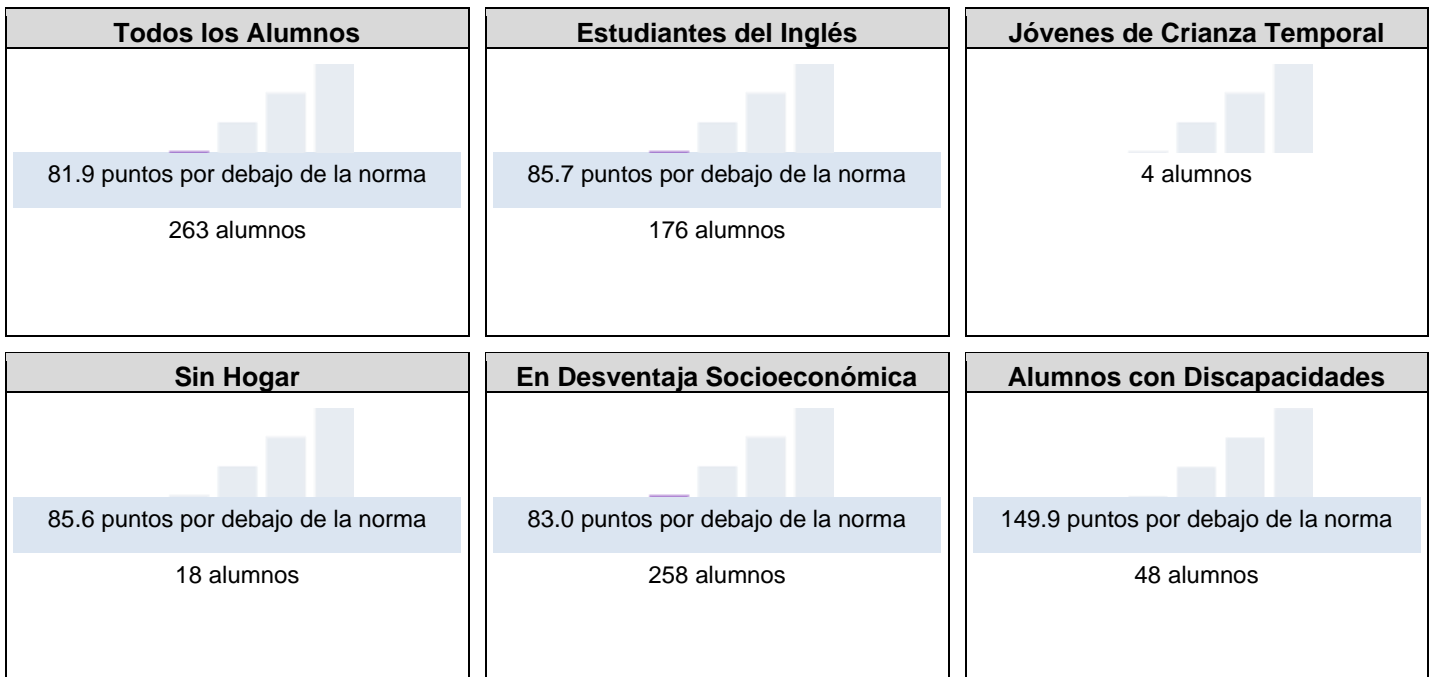 Todos los Alumnos
81.9 puntos por debajo de la norma
263 alumnos
Estudiantes del Inglés
85.7 puntos por debajo de la norma
176 alumnos
Jóvenes de Crianza Temporal
4 alumnos
Sin Hogar
85.6 puntos por debajo de la norma
18 alumnos
En Desventaja Socioeconómica
83.0 puntos por debajo de la norma
258 alumnos
Alumnos con Discapacidades
149.9 puntos por debajo de la norma
48 alumnos